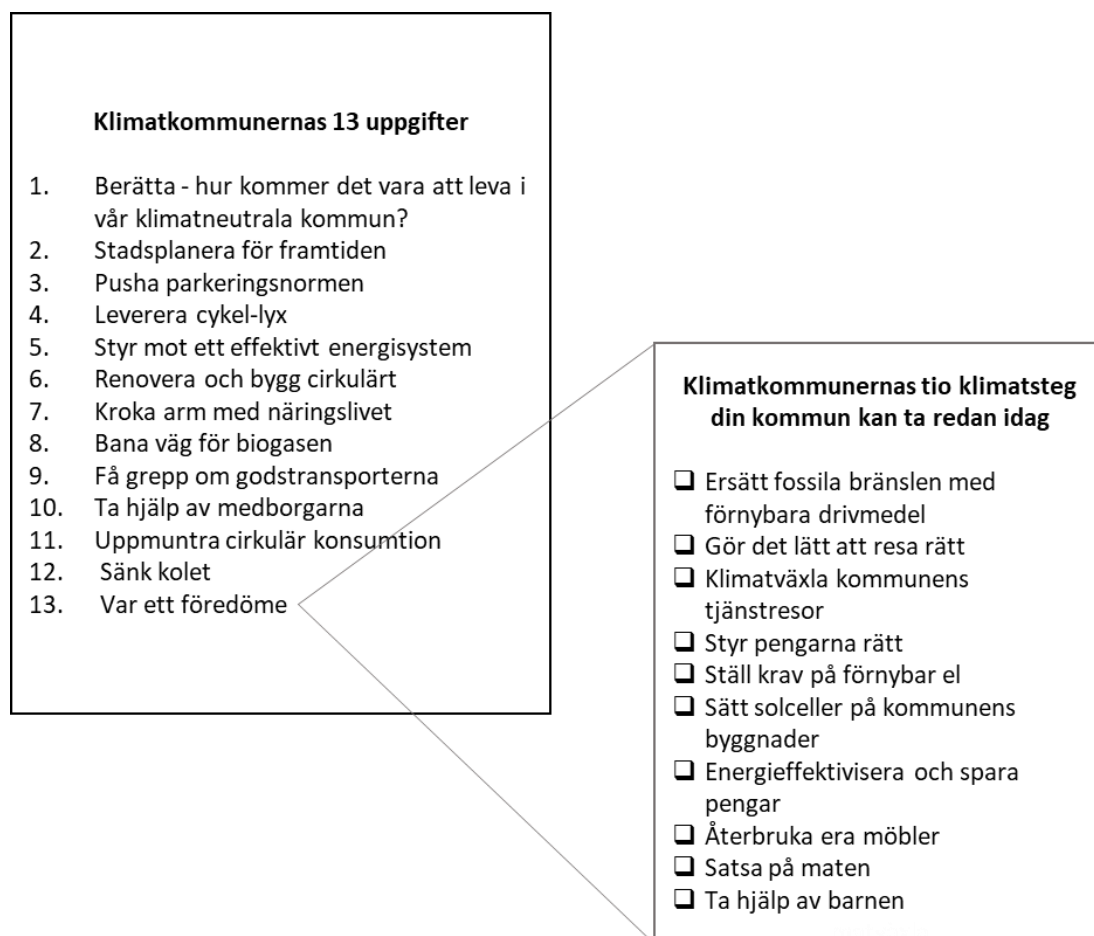 Klimatkommunernas 13 uppgifter
1. Berätta - hur kommer det vara att leva i
vår klimatneutrala kommun?
2. Stadsplanera för framtiden
3. Pusha parkeringsnormen
4. Leverera cykel-lyx
5. Styr mot ett effektivt energisystem
6. Renovera och bygg cirkulärt
7. Kroka arm med näringslivet
8. Bana väg för biogasen
9. Få grepp om godstransporterna
10. Ta hjälp av medborgarna
11. Uppmuntra cirkulär konsumtion
12. Sänk kolet
13. Var ett föredöme
Klimatkommunernas tio klimatsteg
din kommun kan ta redan idag
❑ Ersätt fossila bränslen med
förnybara drivmedel
❑ Gör det lätt att resa rätt
❑ Klimatväxla kommunens
tjänstresor
❑ Styr pengarna rätt
❑ Ställ krav på förnybar el
❑ Sätt solceller på kommunens
byggnader
❑ Energieffektivisera och spara
pengar
❑ Återbruka era möbler
❑ Satsa på maten
❑ Ta hjälp av barnen